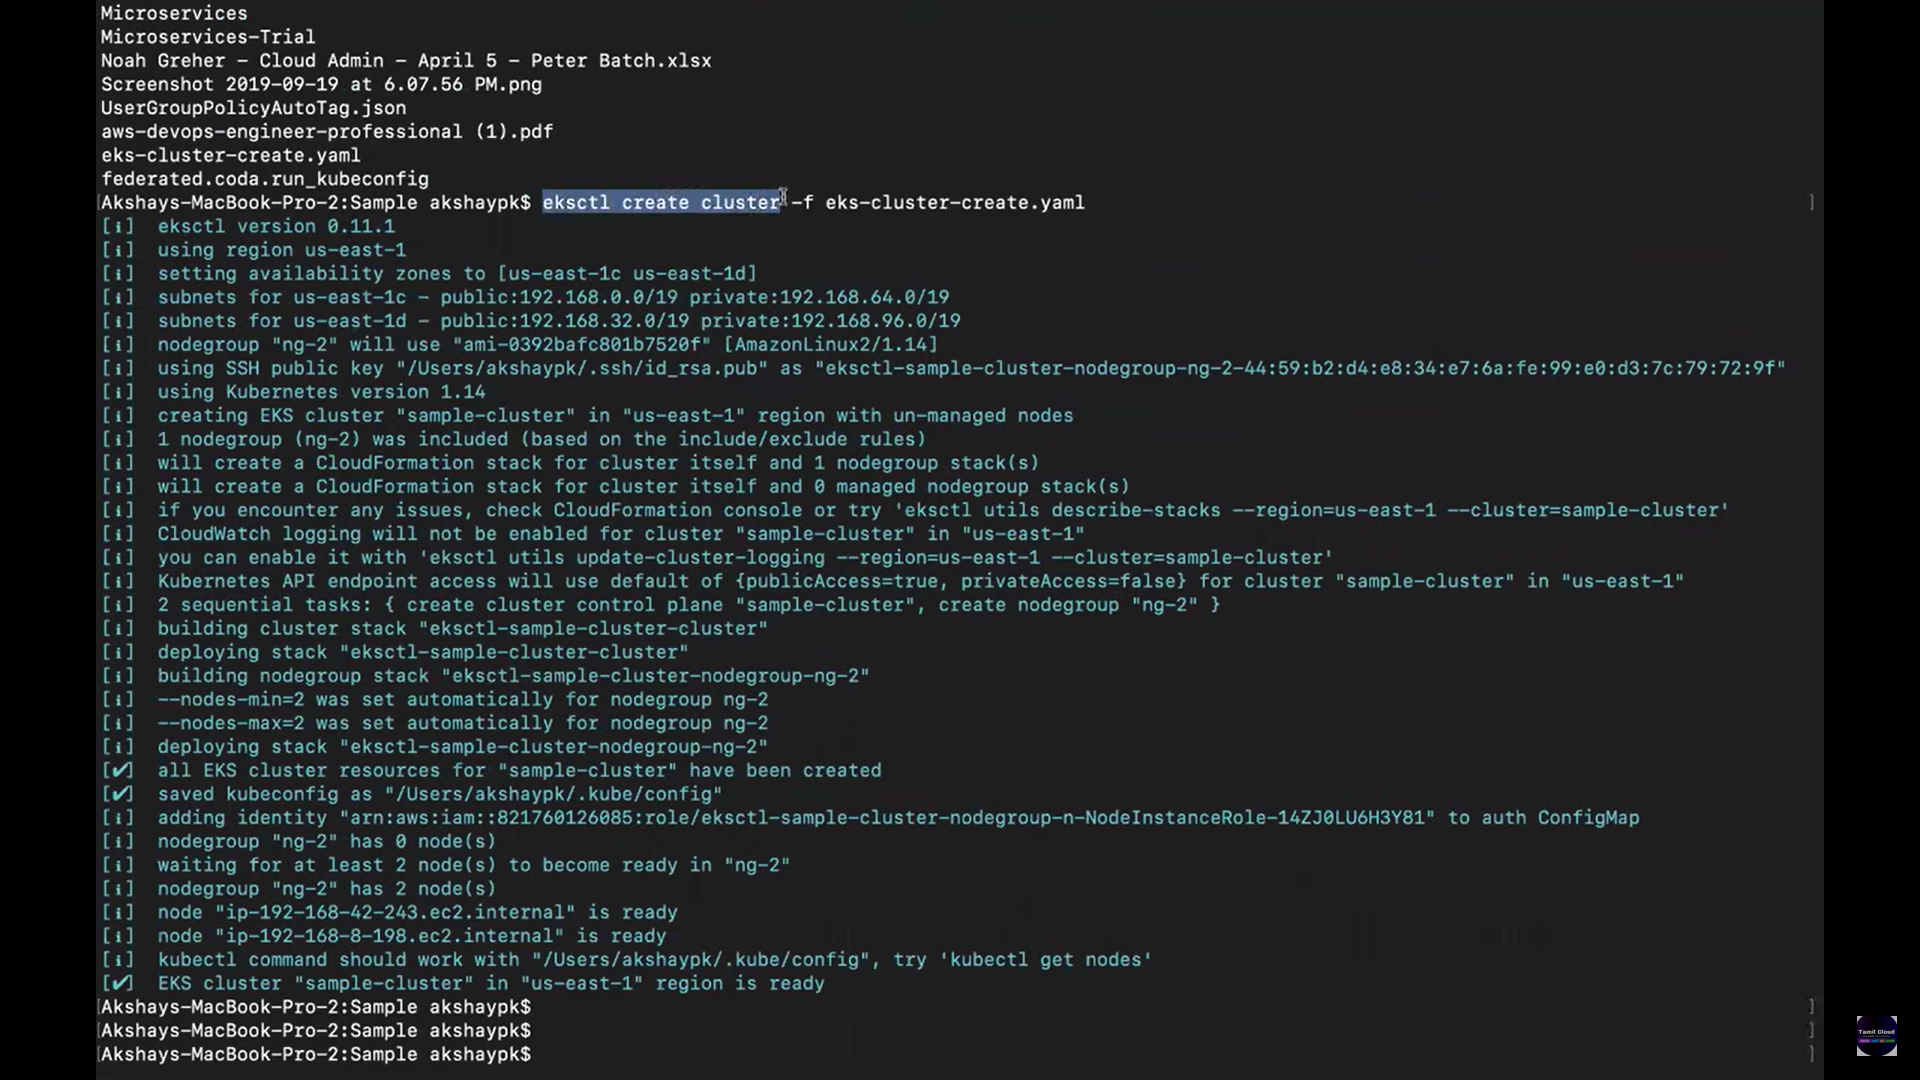 Microservices
Microservices-Trial
Noah Greher – Cloud Admin – April 5 – Peter Batch.xlsx
Screenshot 2019-09-19 at 6.07.56 PM.png
UserGroupPolicyAutoTag.json
aws-devops-engineer-professional (1).pdf
eks-cluster-create.yaml
federated.coda.run_kubeconfig
[Akshays-MacBook-Pro-2:Sample akshaypk$ eksctl create cluster -f eks-cluster-create.yaml ]
[ℹ]  eksctl version 0.11.1
[ℹ]  using region us-east-1
[ℹ]  setting availability zones to [us-east-1c us-east-1d]
[ℹ]  subnets for us-east-1c - public:192.168.0.0/19 private:192.168.64.0/19
[ℹ]  subnets for us-east-1d - public:192.168.32.0/19 private:192.168.96.0/19
[ℹ]  nodegroup "ng-2" will use "ami-0392bafc801b7520f" [AmazonLinux2/1.14]
[ℹ]  using SSH public key "/Users/akshaypk/.ssh/id_rsa.pub" as "eksctl-sample-cluster-nodegroup-ng-2-44:59:b2:d4:e8:34:e7:6a:fe:99:e0:d3:7c:79:72:9f"
[ℹ]  using Kubernetes version 1.14
[ℹ]  creating EKS cluster "sample-cluster" in "us-east-1" region with un-managed nodes
[ℹ]  1 nodegroup (ng-2) was included (based on the include/exclude rules)
[ℹ]  will create a CloudFormation stack for cluster itself and 1 nodegroup stack(s)
[ℹ]  will create a CloudFormation stack for cluster itself and 0 managed nodegroup stack(s)
[ℹ]  if you encounter any issues, check CloudFormation console or try 'eksctl utils describe-stacks --region=us-east-1 --cluster=sample-cluster'
[ℹ]  CloudWatch logging will not be enabled for cluster "sample-cluster" in "us-east-1"
[ℹ]  you can enable it with 'eksctl utils update-cluster-logging --region=us-east-1 --cluster=sample-cluster'
[ℹ]  Kubernetes API endpoint access will use default of {publicAccess=true, privateAccess=false} for cluster "sample-cluster" in "us-east-1"
[ℹ]  2 sequential tasks: { create cluster control plane "sample-cluster", create nodegroup "ng-2" }
[ℹ]  building cluster stack "eksctl-sample-cluster-cluster"
[ℹ]  deploying stack "eksctl-sample-cluster-cluster"
[ℹ]  building nodegroup stack "eksctl-sample-cluster-nodegroup-ng-2"
[ℹ]  --nodes-min=2 was set automatically for nodegroup ng-2
[ℹ]  --nodes-max=2 was set automatically for nodegroup ng-2
[ℹ]  deploying stack "eksctl-sample-cluster-nodegroup-ng-2"
[✔]  all EKS cluster resources for "sample-cluster" have been created
[✔]  saved kubeconfig as "/Users/akshaypk/.kube/config"
[ℹ]  adding identity "arn:aws:iam::821760126085:role/eksctl-sample-cluster-nodegroup-n-NodeInstanceRole-14ZJ0LU6H3Y81" to auth ConfigMap
[ℹ]  nodegroup "ng-2" has 0 node(s)
[ℹ]  waiting for at least 2 node(s) to become ready in "ng-2"
[ℹ]  nodegroup "ng-2" has 2 node(s)
[ℹ]  node "ip-192-168-42-243.ec2.internal" is ready
[ℹ]  node "ip-192-168-8-198.ec2.internal" is ready
[ℹ]  kubectl command should work with "/Users/akshaypk/.kube/config", try 'kubectl get nodes'
[✔]  EKS cluster "sample-cluster" in "us-east-1" region is ready
[Akshays-MacBook-Pro-2:Sample akshaypk$ ]
[Akshays-MacBook-Pro-2:Sample akshaypk$ ]
[Akshays-MacBook-Pro-2:Sample akshaypk$ ]
Tamil Cloud